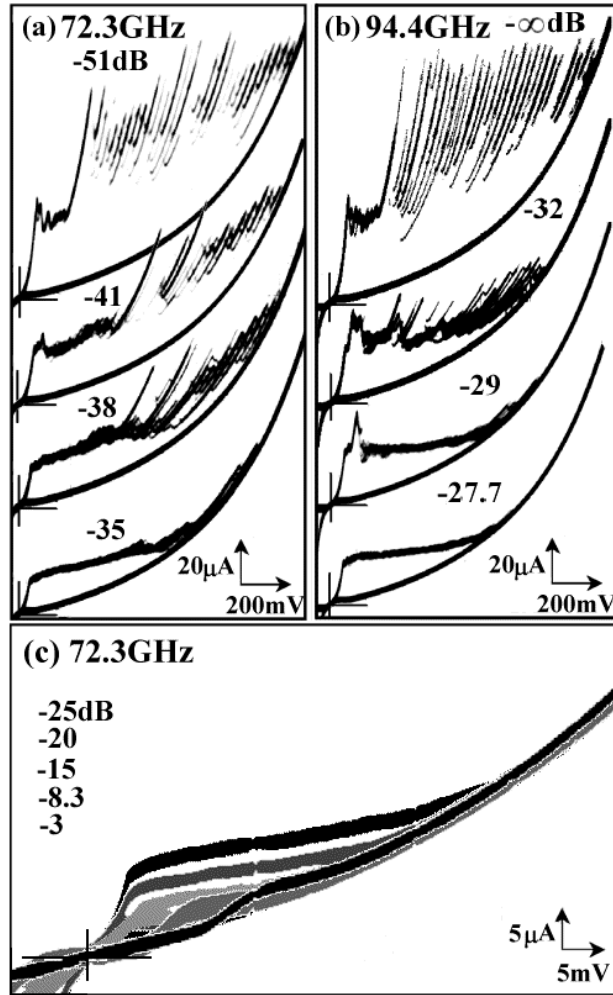 (a) 72.3GHz
-51dB
-41
-38
-35
20μA
200mV
(b) 94.4GHz -∞dB
-32
-29
-27.7
20μA
200mV
(c) 72.3GHz
-25dB
-20
-15
-8.3
-3
5μA
5mV